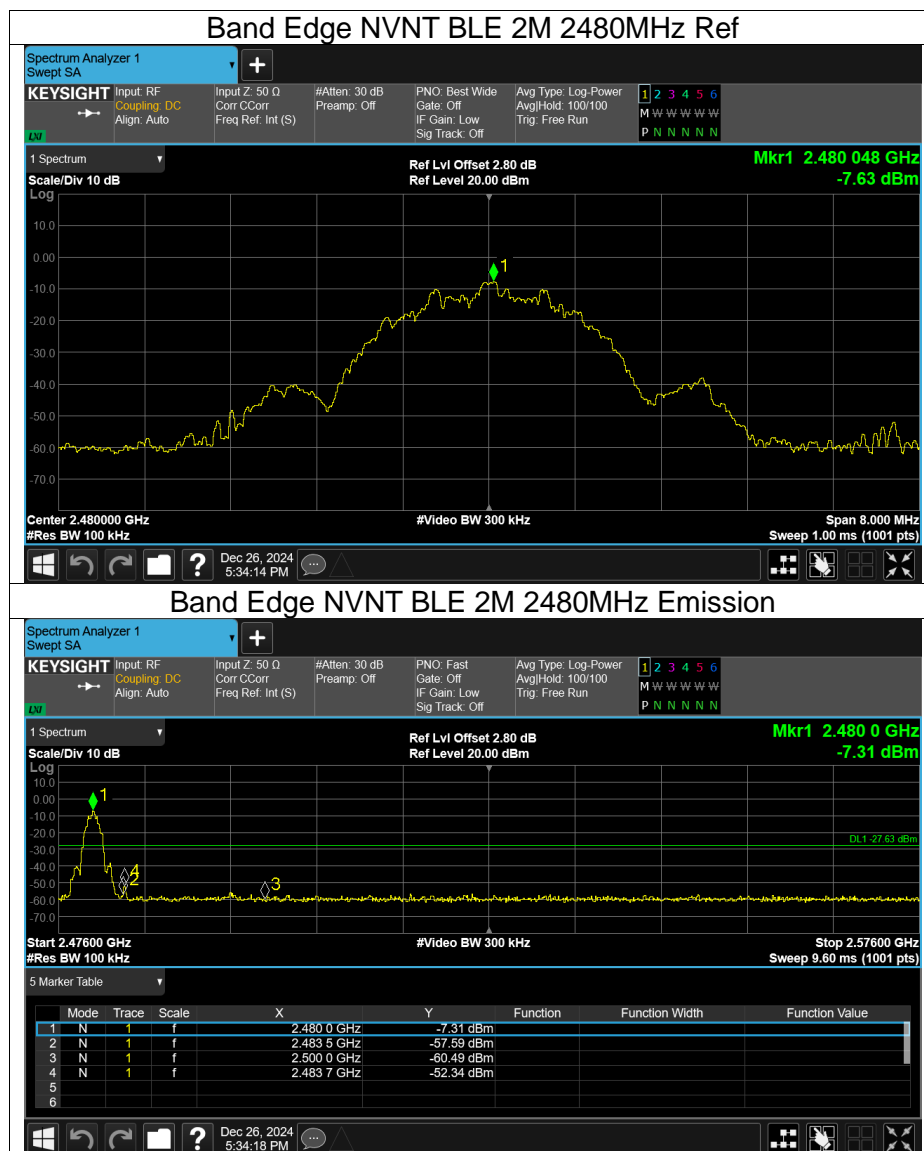 Band Edge NVNT BLE 2M 2480MHz Ref
Spectrum Analyzer 1
Swept SA
▼
+
KEYSIGHT
LXI
Input: RF
Coupling: DC
Align: Auto
Input Z: 50 Ω
Corr CCorr
Freq Ref: Int (S)
#Atten: 30 dB
Preamp: Off
PNO: Best Wide
Gate: Off
IF Gain: Low
Sig Track: Off
Avg Type: Log-Power
Avg|Hold: 100/100
Trig: Free Run
1 2 3 4 5 6
M W W W W W
P N N N N N
1 Spectrum
Scale/Div 10 dB
Ref Lvl Offset 2.80 dB
Ref Level 20.00 dBm
Mkr1 2.480 048 GHz
-7.63 dBm
Log
10.0
0.00
-10.0
-20.0
-30.0
-40.0
-50.0
-60.0
-70.0
1
Center 2.480000 GHz
#Res BW 100 kHz
#Video BW 300 kHz
Span 8.000 MHz
Sweep 1.00 ms (1001 pts)
?
Dec 26, 2024
5:34:14 PM
Band Edge NVNT BLE 2M 2480MHz Emission
Spectrum Analyzer 1
Swept SA
▼
+
KEYSIGHT
LXI
Input: RF
Coupling: DC
Align: Auto
Input Z: 50 Ω
Corr CCorr
Freq Ref: Int (S)
#Atten: 30 dB
Preamp: Off
PNO: Fast
Gate: Off
IF Gain: Low
Sig Track: Off
Avg Type: Log-Power
Avg|Hold: 100/100
Trig: Free Run
1 2 3 4 5 6
M W W W W W
P N N N N N
1 Spectrum
Scale/Div 10 dB
Ref Lvl Offset 2.80 dB
Ref Level 20.00 dBm
Mkr1 2.480 0 GHz
-7.31 dBm
Log
10.0
0.00
-10.0
-20.0
-30.0
-40.0
-50.0
-60.0
-70.0
1
4
2
3
DL1 -27.63 dBm
Start 2.47600 GHz
#Res BW 100 kHz
#Video BW 300 kHz
Stop 2.57600 GHz
Sweep 9.60 ms (1001 pts)
5 Marker Table
Mode Trace Scale X Y Function Function Width Function Value
1 N 1 f 2.480 0 GHz -7.31 dBm
2 N 1 f 2.483 5 GHz -57.59 dBm
3 N 1 f 2.500 0 GHz -60.49 dBm
4 N 1 f 2.483 7 GHz -52.34 dBm
5
6
?
Dec 26, 2024
5:34:18 PM